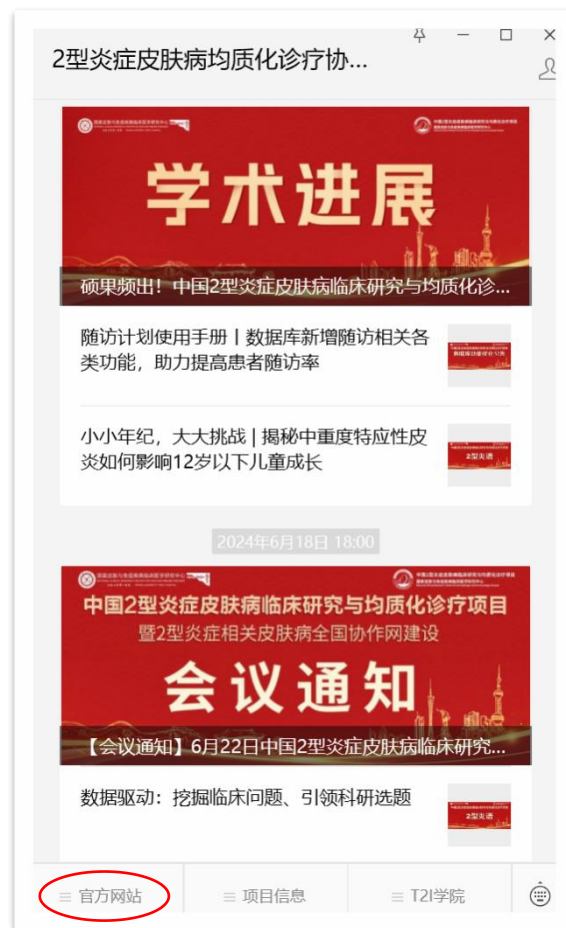 2型炎症皮肤病均质化诊疗协...
学术进展
硕果频出！中国2型炎症皮肤病临床研究与均质化诊...
随访计划使用手册丨数据库新增随访相关各
类功能，助力提高患者随访率
小小年纪，大大挑战 | 揭秘中重度特应性皮
炎如何影响12岁以下儿童成长
2型炎语
2024年6月18日 18:00
中国2型炎症皮肤病临床研究与均质化诊疗项目
暨2型炎症相关皮肤病全国协作网建设
会议通知
【会议通知】6月22日中国2型炎症皮肤病临床研究...
数据驱动：挖掘临床问题、引领科研选题
2型炎语
官方网站
项目信息
T2I学院